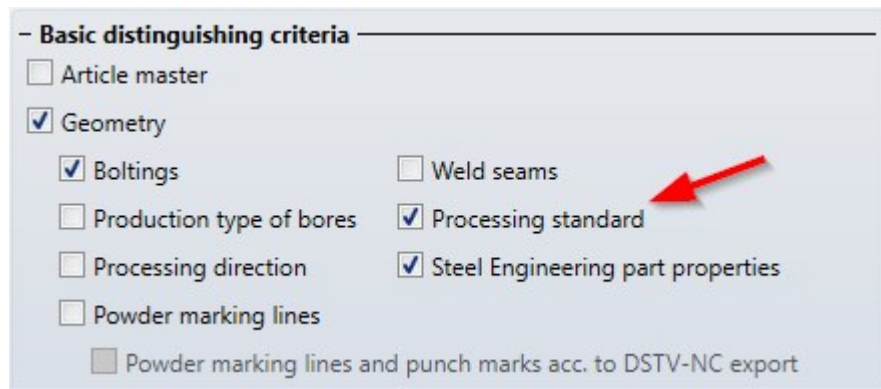 Basic distinguishing criteria
Article master
Geometry
Boltings Weld seams
Production type of bores Processing standard
Processing direction Steel Engineering part properties
Powder marking lines
Powder marking lines and punch marks acc. to DSTV-NC export